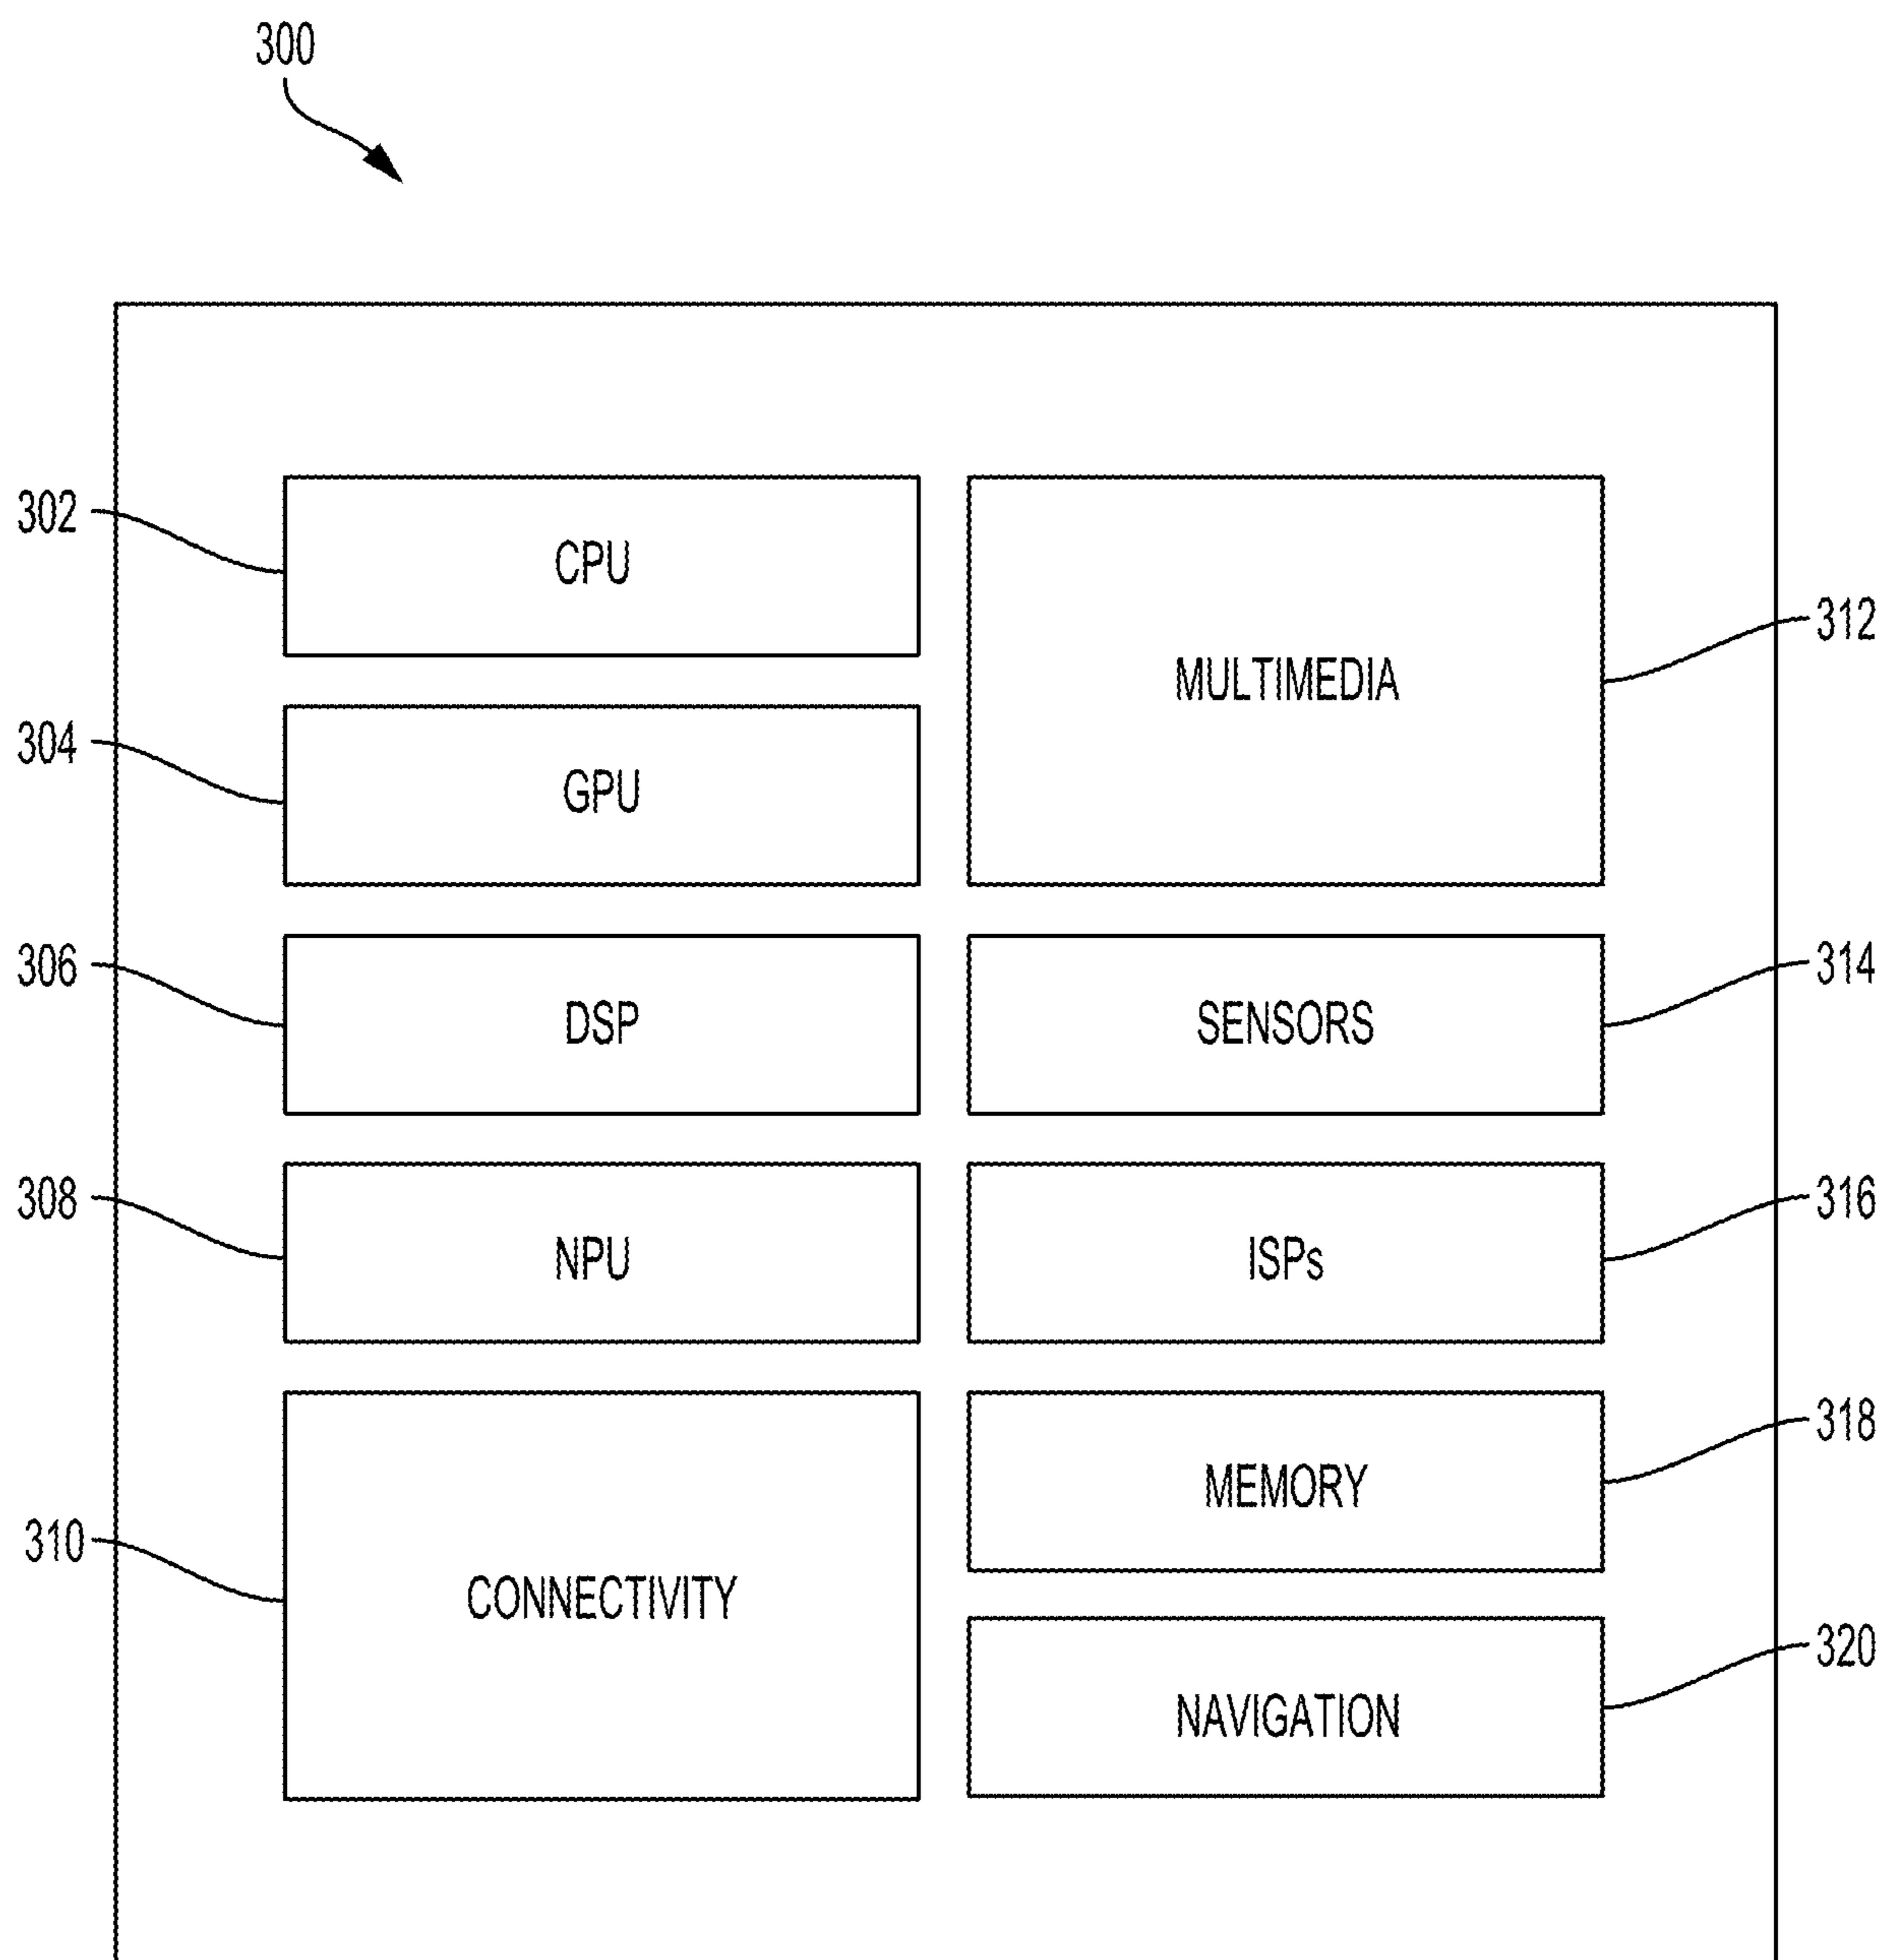 300
302
CPU
MULTIMEDIA
312
304
GPU
306
DSP
SENSORS
314
308
NPU
ISPs
316
310
CONNECTIVITY
MEMORY
318
NAVIGATION
320